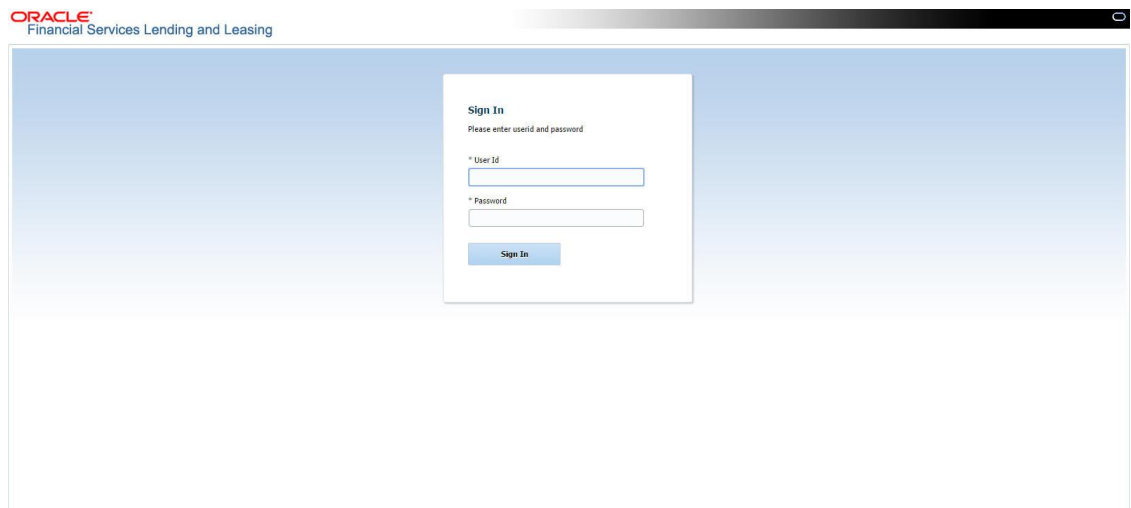 ORACLE®
Financial Services Lending and Leasing
Sign In
Please enter userid and password
* User Id
* Password
Sign In